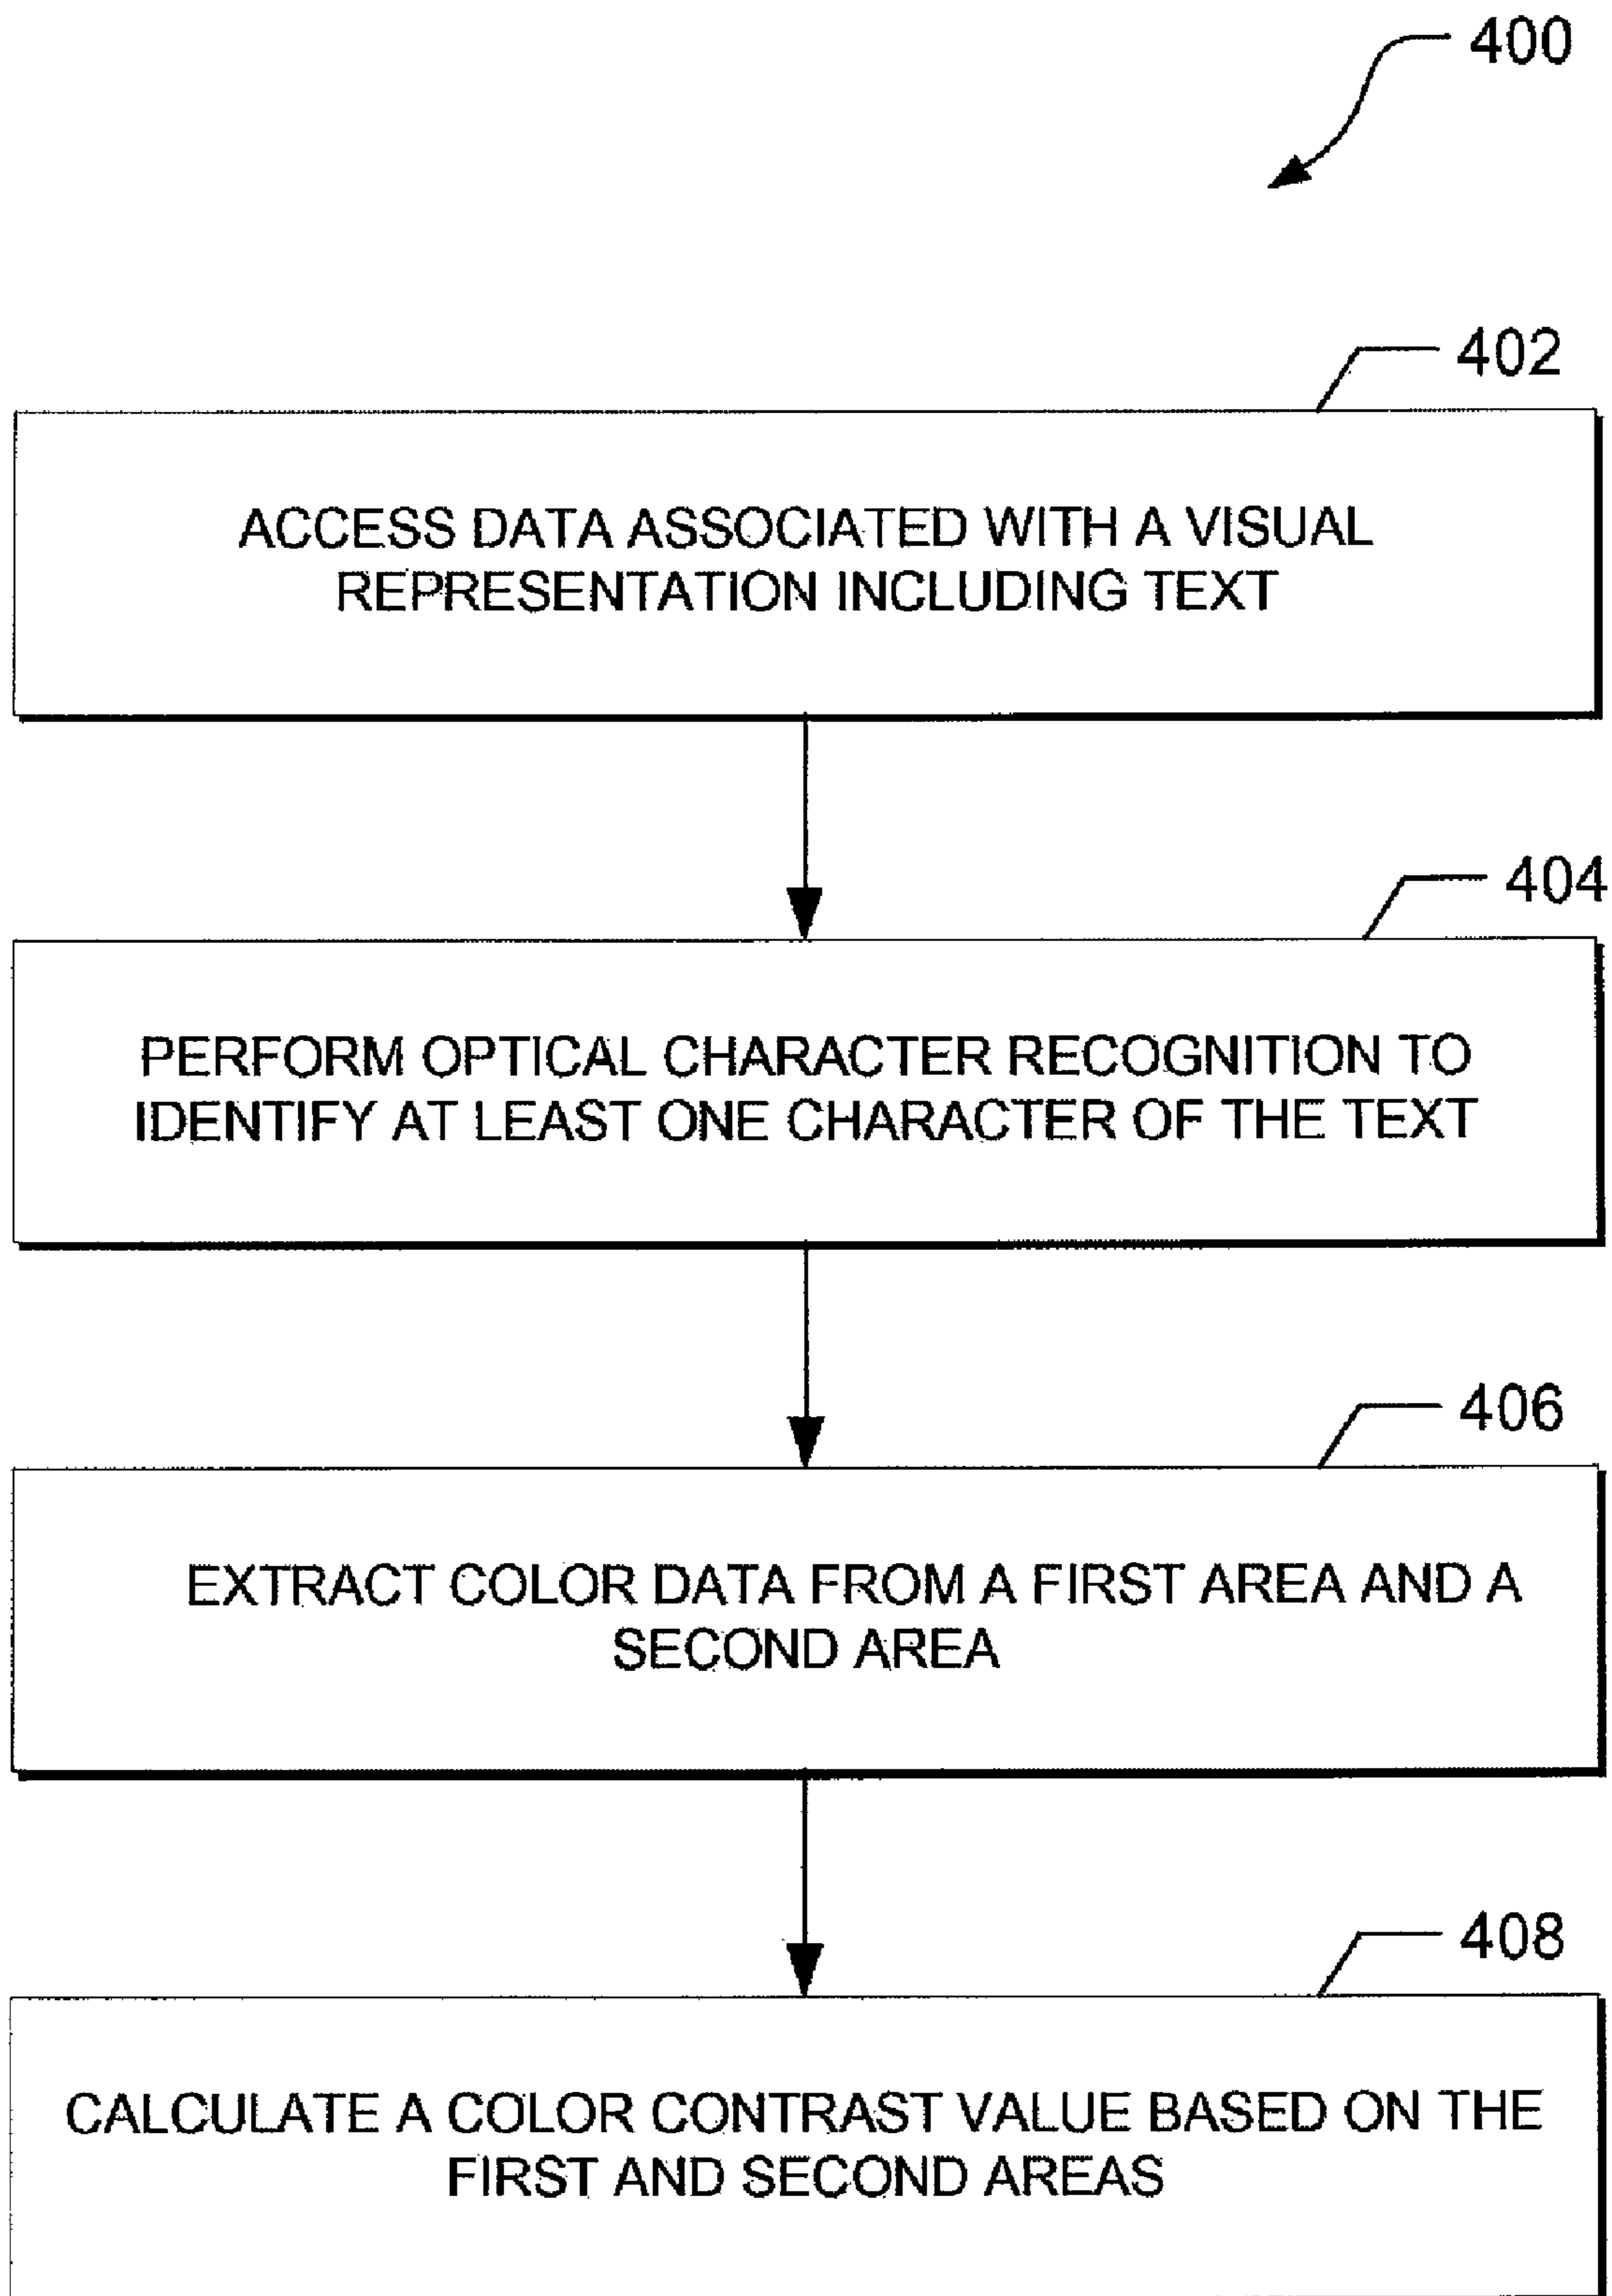 400
402
ACCESS DATA ASSOCIATED WITH A VISUAL
REPRESENTATION INCLUDING TEXT
404
PERFORM OPTICAL CHARACTER RECOGNITION TO
IDENTIFY AT LEAST ONE CHARACTER OF THE TEXT
406
EXTRACT COLOR DATA FROM A FIRST AREA AND A
SECOND AREA
408
CALCULATE A COLOR CONTRAST VALUE BASED ON THE
FIRST AND SECOND AREAS